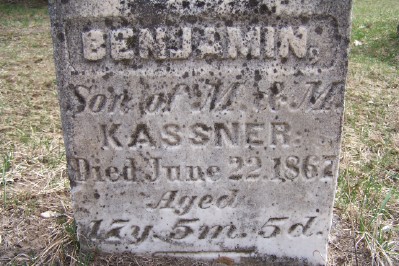 BENJAMIN,
Son of M. & M.
KASSNER.
Died June 22 1867
Aged
17y. 5m. 5d.